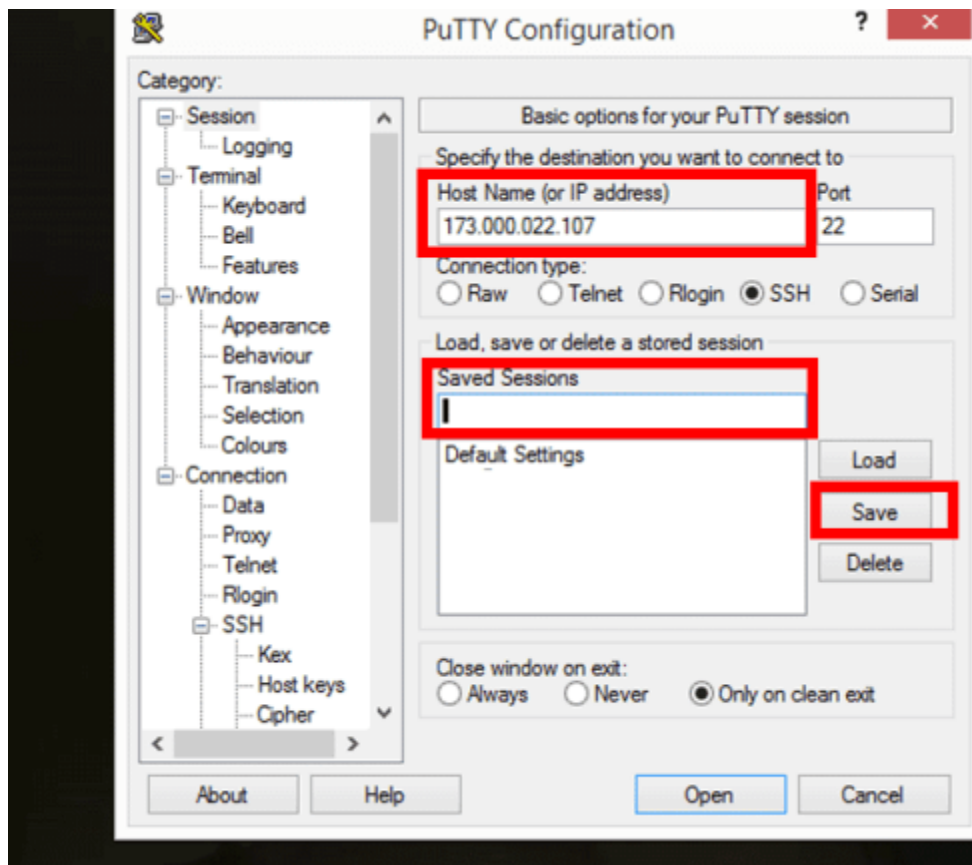 PuTTY Configuration ? ×
Category:
Session
Logging
Terminal
Keyboard
Bell
Features
Window
Appearance
Behaviour
Translation
Selection
Colours
Connection
Data
Proxy
Telnet
Rlogin
SSH
Kex
Host keys
Cipher
Basic options for your PuTTY session
Specify the destination you want to connect to
Host Name (or IP address) Port
173.000.022.107 22
Connection type:
Raw Telnet Rlogin SSH Serial
Load, save or delete a stored session
Saved Sessions
Default Settings
Load
Save
Delete
Close window on exit:
Always Never Only on clean exit
About Help Open Cancel